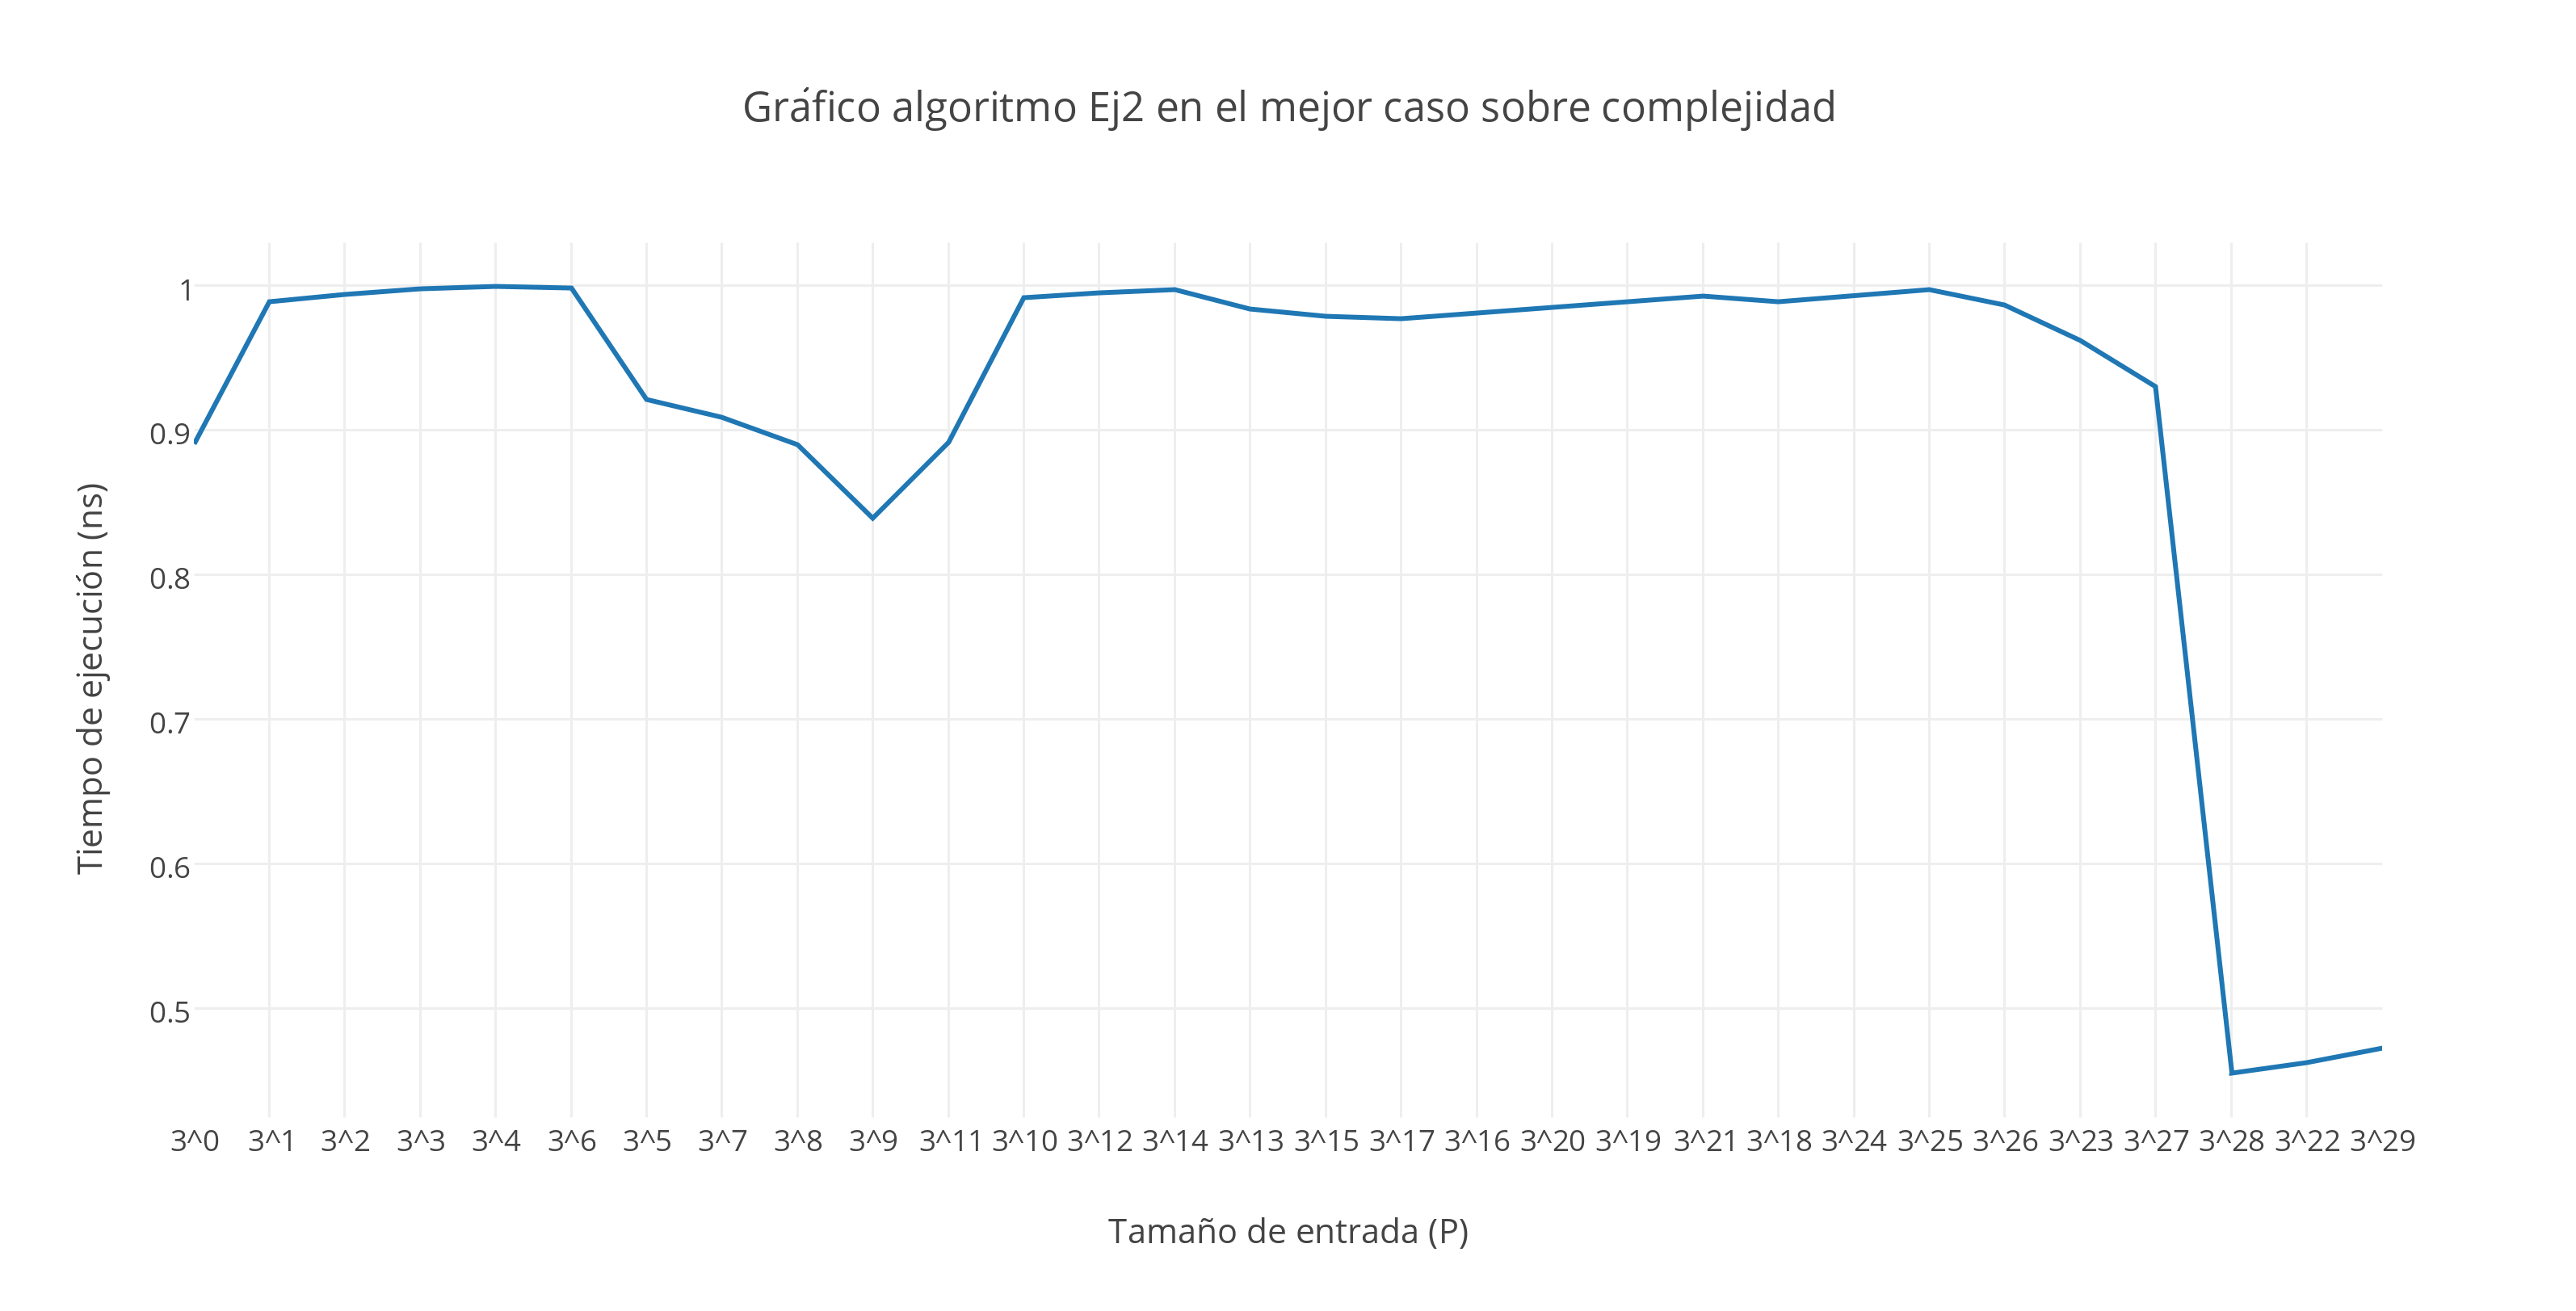 Gráfico algoritmo Ej2 en el mejor caso sobre complejidad
Tiempo de ejecución (ns)
1
0.9
0.8
0.7
0.6
0.5
3^0 3^1 3^2 3^3 3^4 3^6 3^5 3^7 3^8 3^9 3^11 3^10 3^12 3^14 3^13 3^15 3^17 3^16 3^20 3^19 3^21 3^18 3^24 3^25 3^26 3^23 3^27 3^28 3^22 3^29
Tamaño de entrada (P)